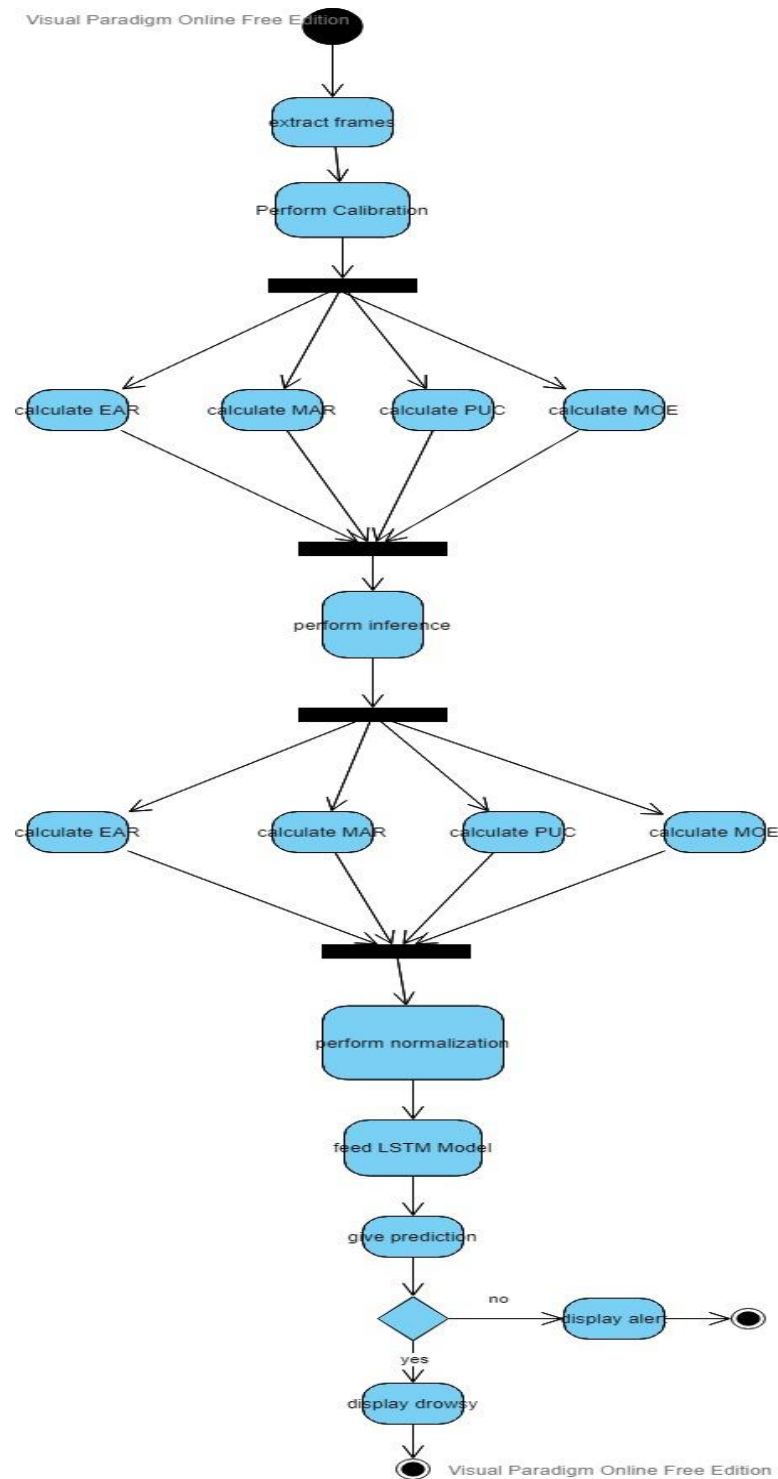 Visual Paradigm Online Free Edition
extract frames
Perform Calibration
calculate EAR
calculate MAR
calculate PUC
calculate MOE
perform inference
calculate EAR
calculate MAR
calculate PUC
calculate MOE
perform normalization
feed LSTM Model
give prediction
no
display alert
yes
display drowsy
Visual Paradigm Online Free Edition